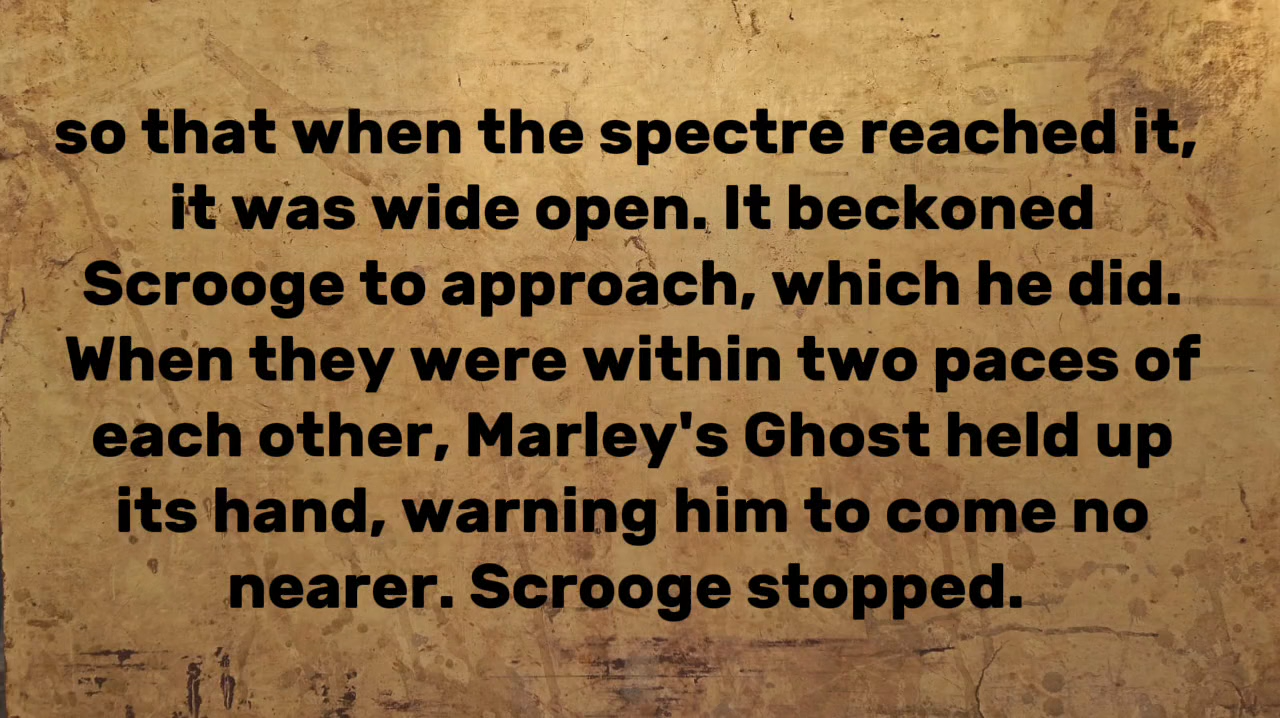 so that when the spectre reached it,
it was wide open. It beckoned
Scrooge to approach, which he did.
When they were within two paces of
each other, Marley's Ghost held up
its hand, warning him to come no
nearer. Scrooge stopped.